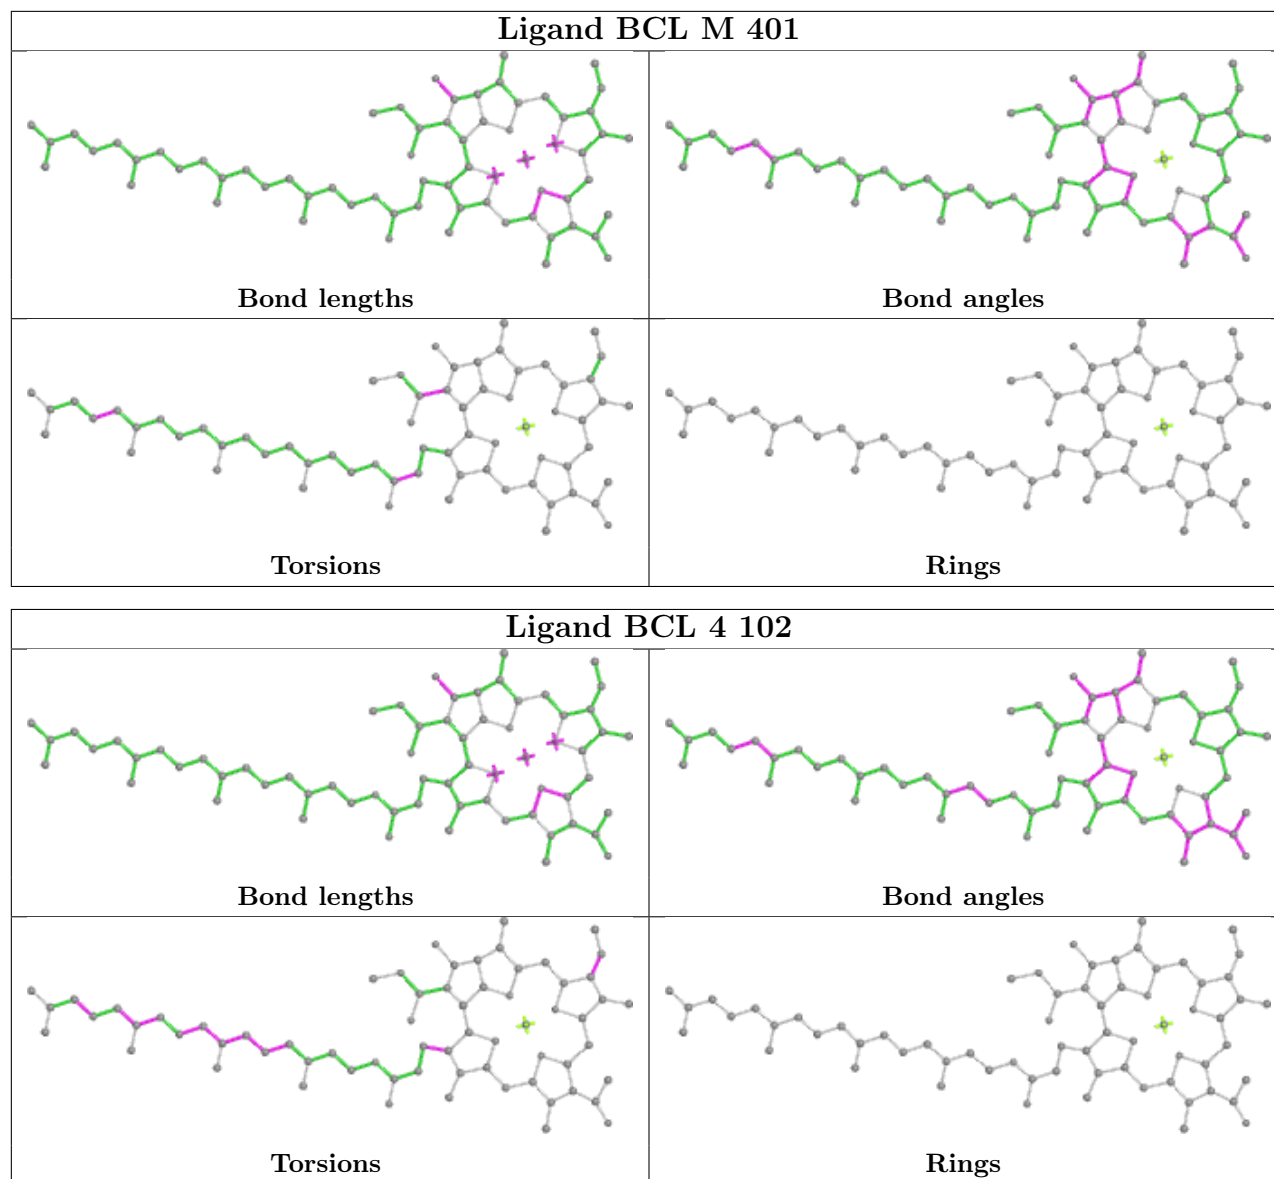 Ligand BCL M 401
Bond lengths
Bond angles
Torsions
Rings
Ligand BCL 4 102
Bond lengths
Bond angles
Torsions
Rings